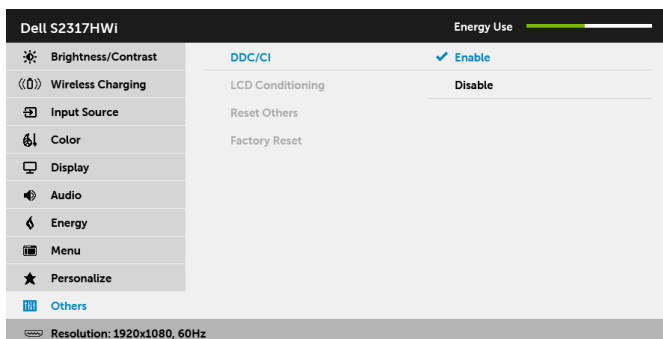 Dell S2317HWi
Energy Use
Brightness/Contrast
DDC/CI
Enable
Wireless Charging
LCD Conditioning
Disable
Input Source
Reset Others
Color
Factory Reset
Display
Audio
Energy
Menu
Personalize
Others
Resolution: 1920x1080, 60Hz